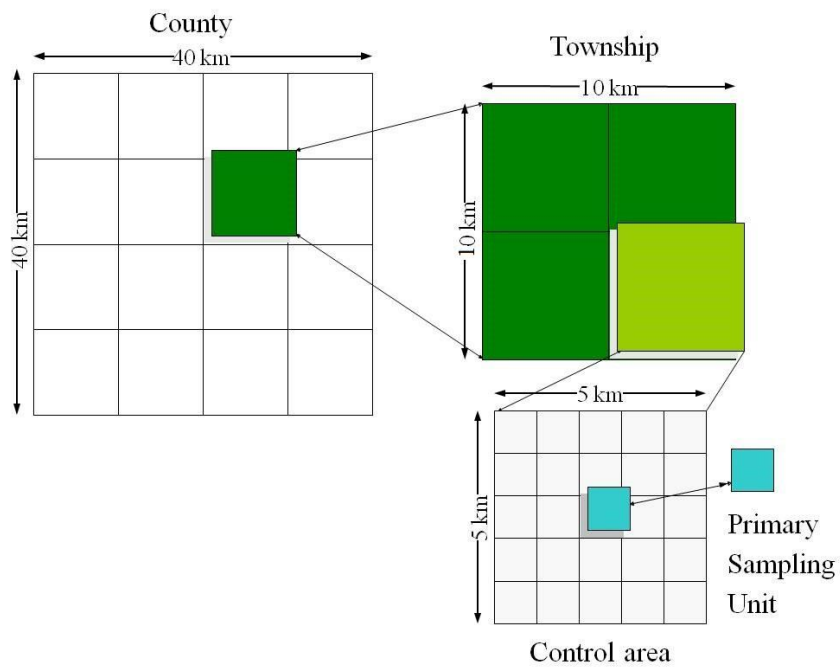 County
40 km
40 km
Township
10 km
10 km
5 km
5 km
Primary
Sampling
Unit
Control area